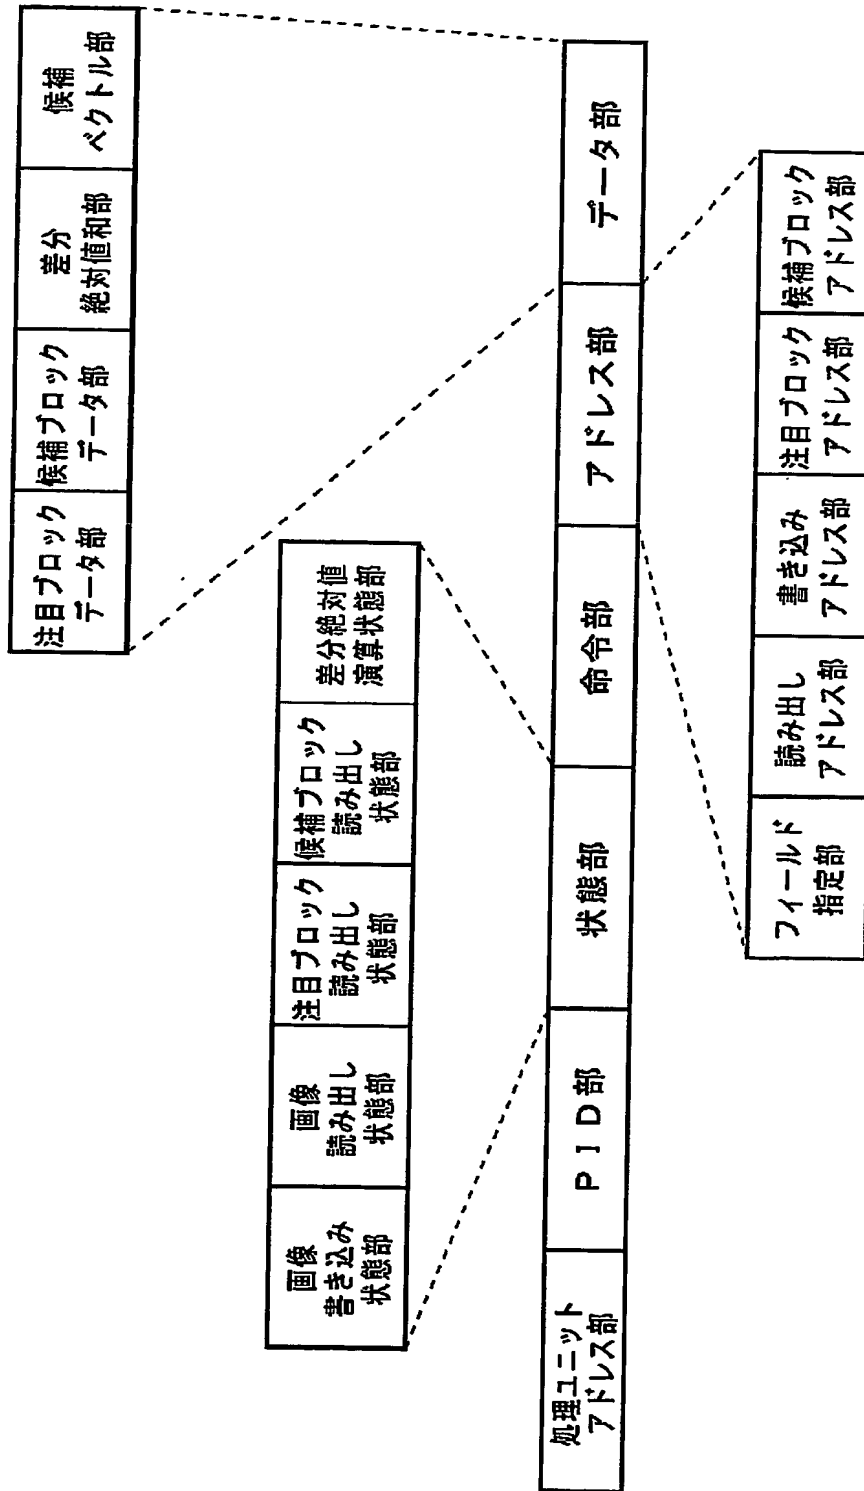 注目ブロック
データ部
候補ブロック
データ部
差分
絶対値和部
候補
ベクトル部
画像
書き込み
状態部
画像
読み出し
状態部
注目ブロック
読み出し
状態部
候補ブロック
読み出し
状態部
差分絶対値
演算状態部
処理ユニット
アドレス部
ＰＩＤ部
状態部
命令部
アドレス部
データ部
フィールド
指定部
読み出し
アドレス部
書き込み
アドレス部
注目ブロック
アドレス部
候補ブロック
アドレス部